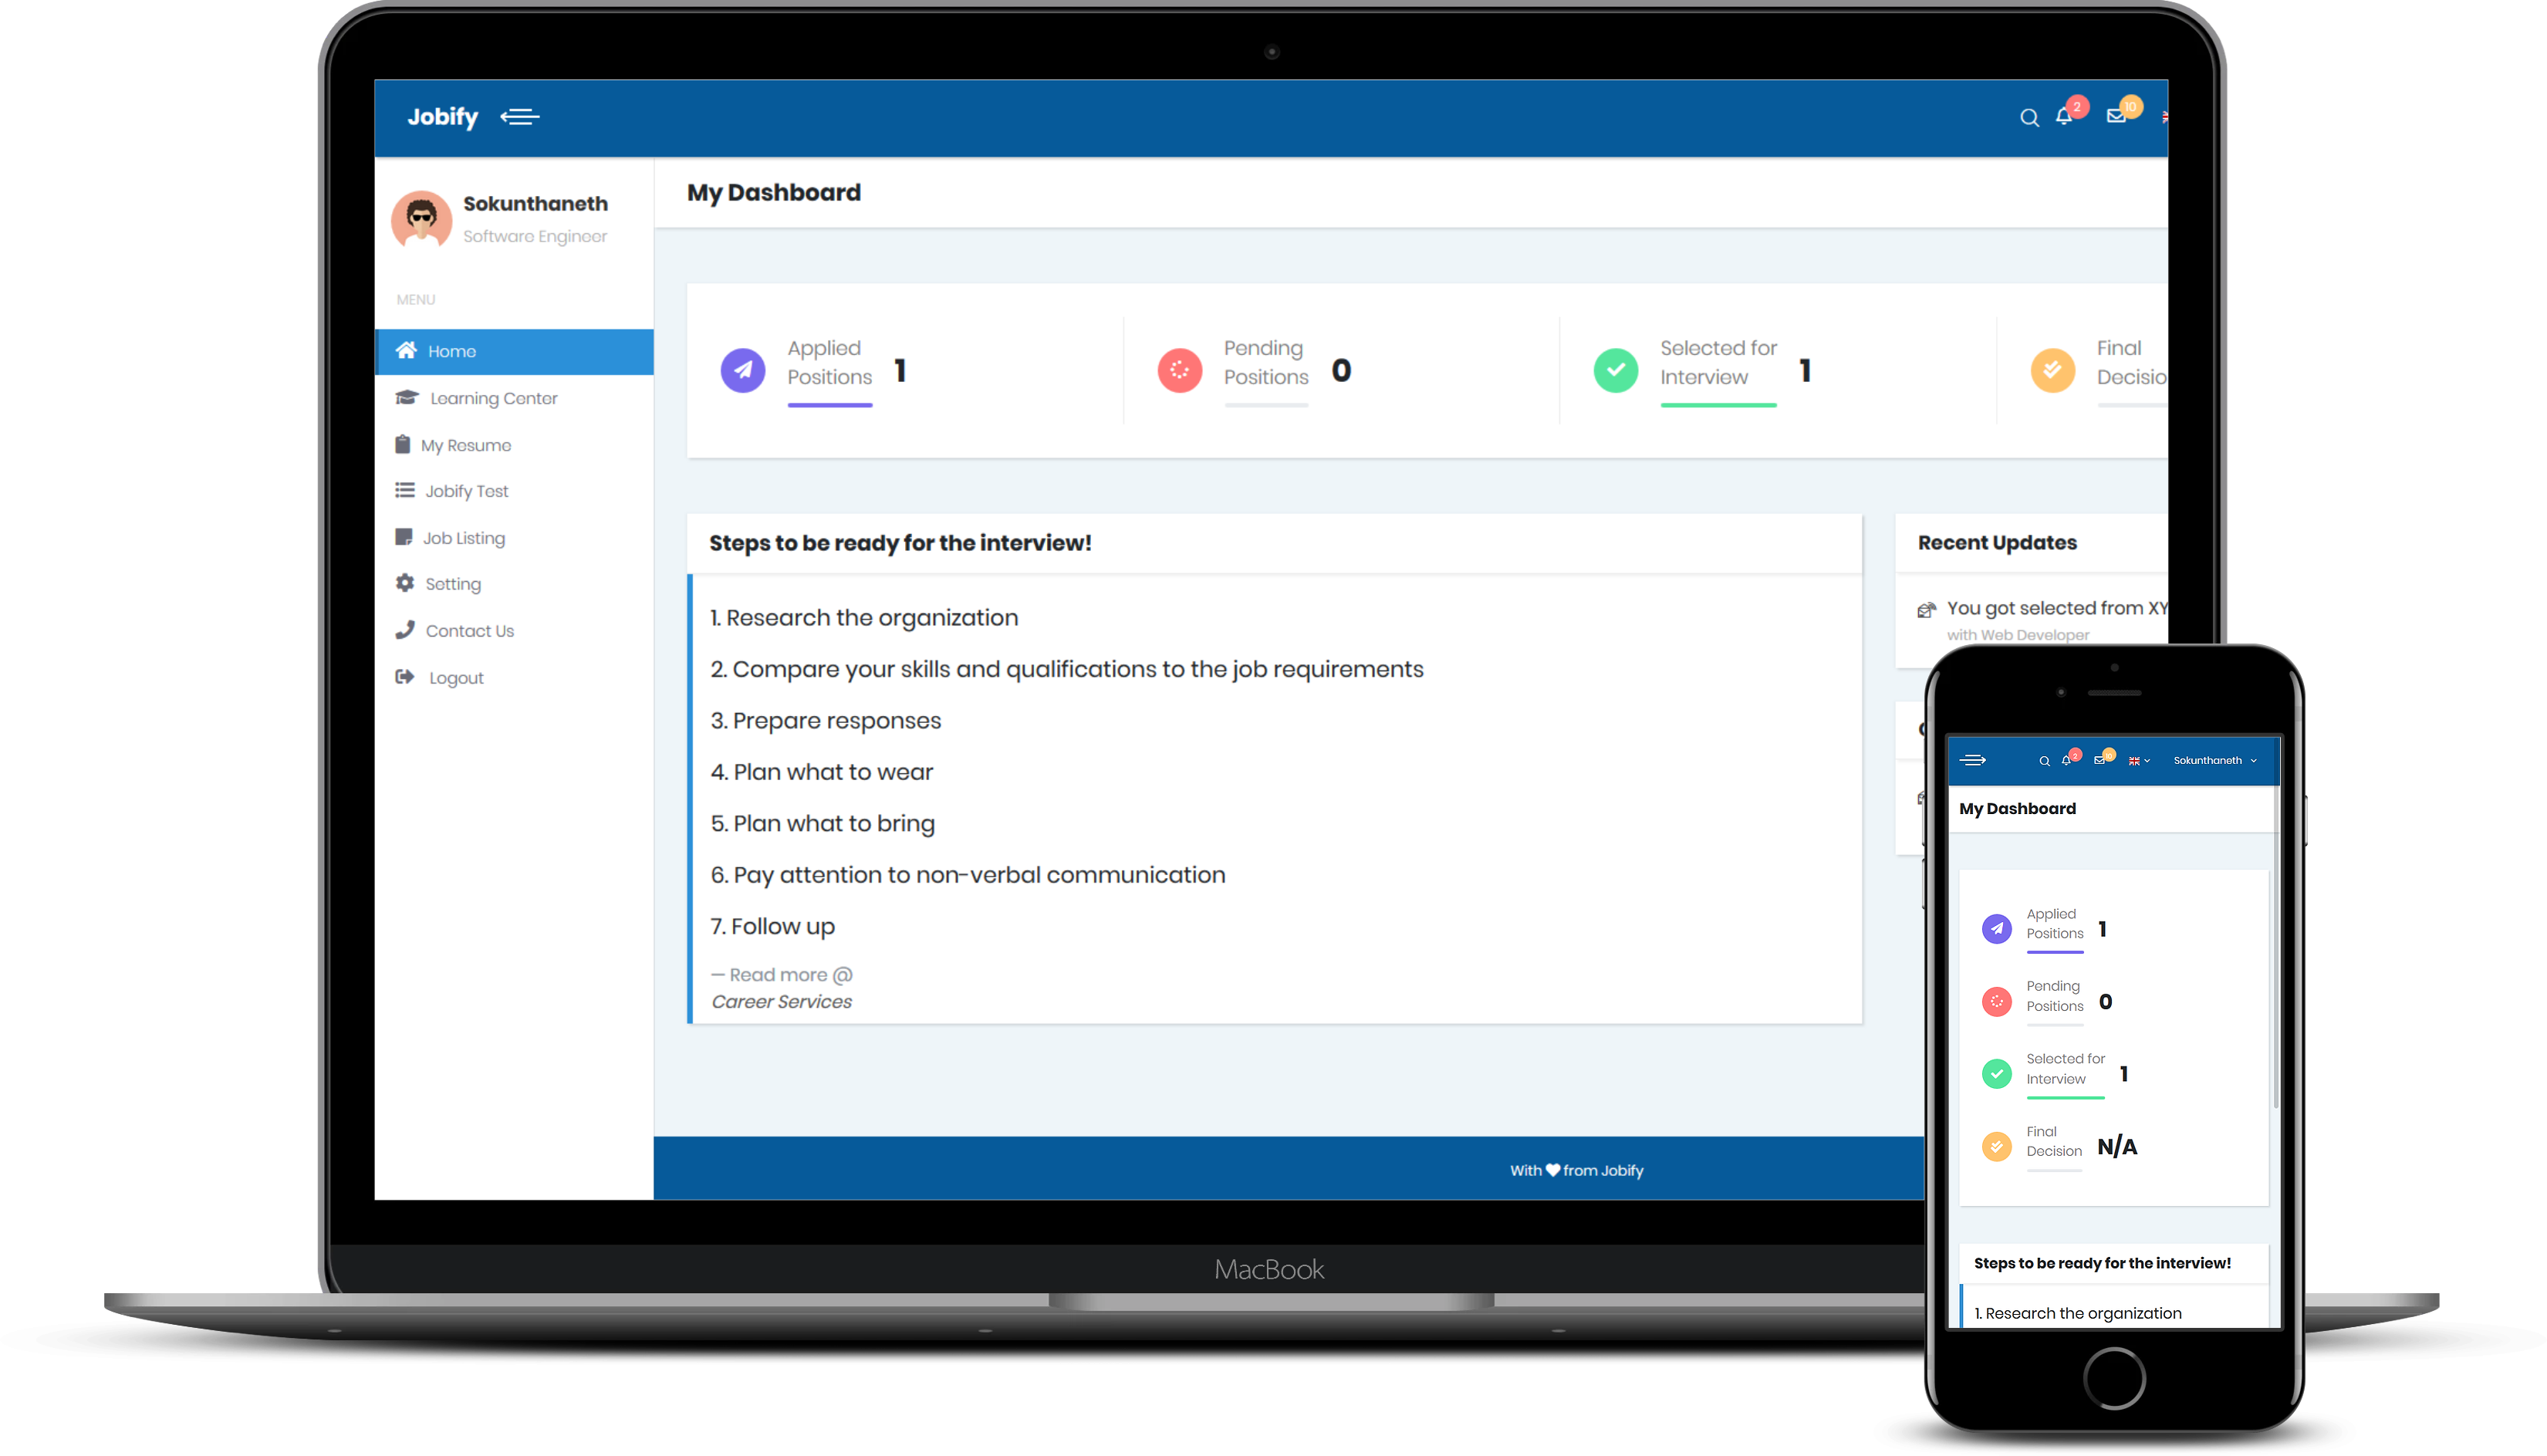 Jobify
2
10
Sokunthaneth
Software Engineer
MENU
Home
Learning Center
My Resume
Jobify Test
Job Listing
Setting
Contact Us
Logout
My Dashboard
Applied
Positions
1
Pending
Positions
0
Selected for
Interview
1
Final
Decisio
Steps to be ready for the interview!
1. Research the organization
2. Compare your skills and qualifications to the job requirements
3. Prepare responses
4. Plan what to wear
5. Plan what to bring
6. Pay attention to non-verbal communication
7. Follow up
— Read more @
Career Services
Recent Updates
You got selected from XY
with Web Developer
With from Jobify
MacBook
2
10
Sokunthaneth
My Dashboard
Applied
Positions
1
Pending
Positions
0
Selected for
Interview
1
Final
Decision
N/A
Steps to be ready for the interview!
1. Research the organization